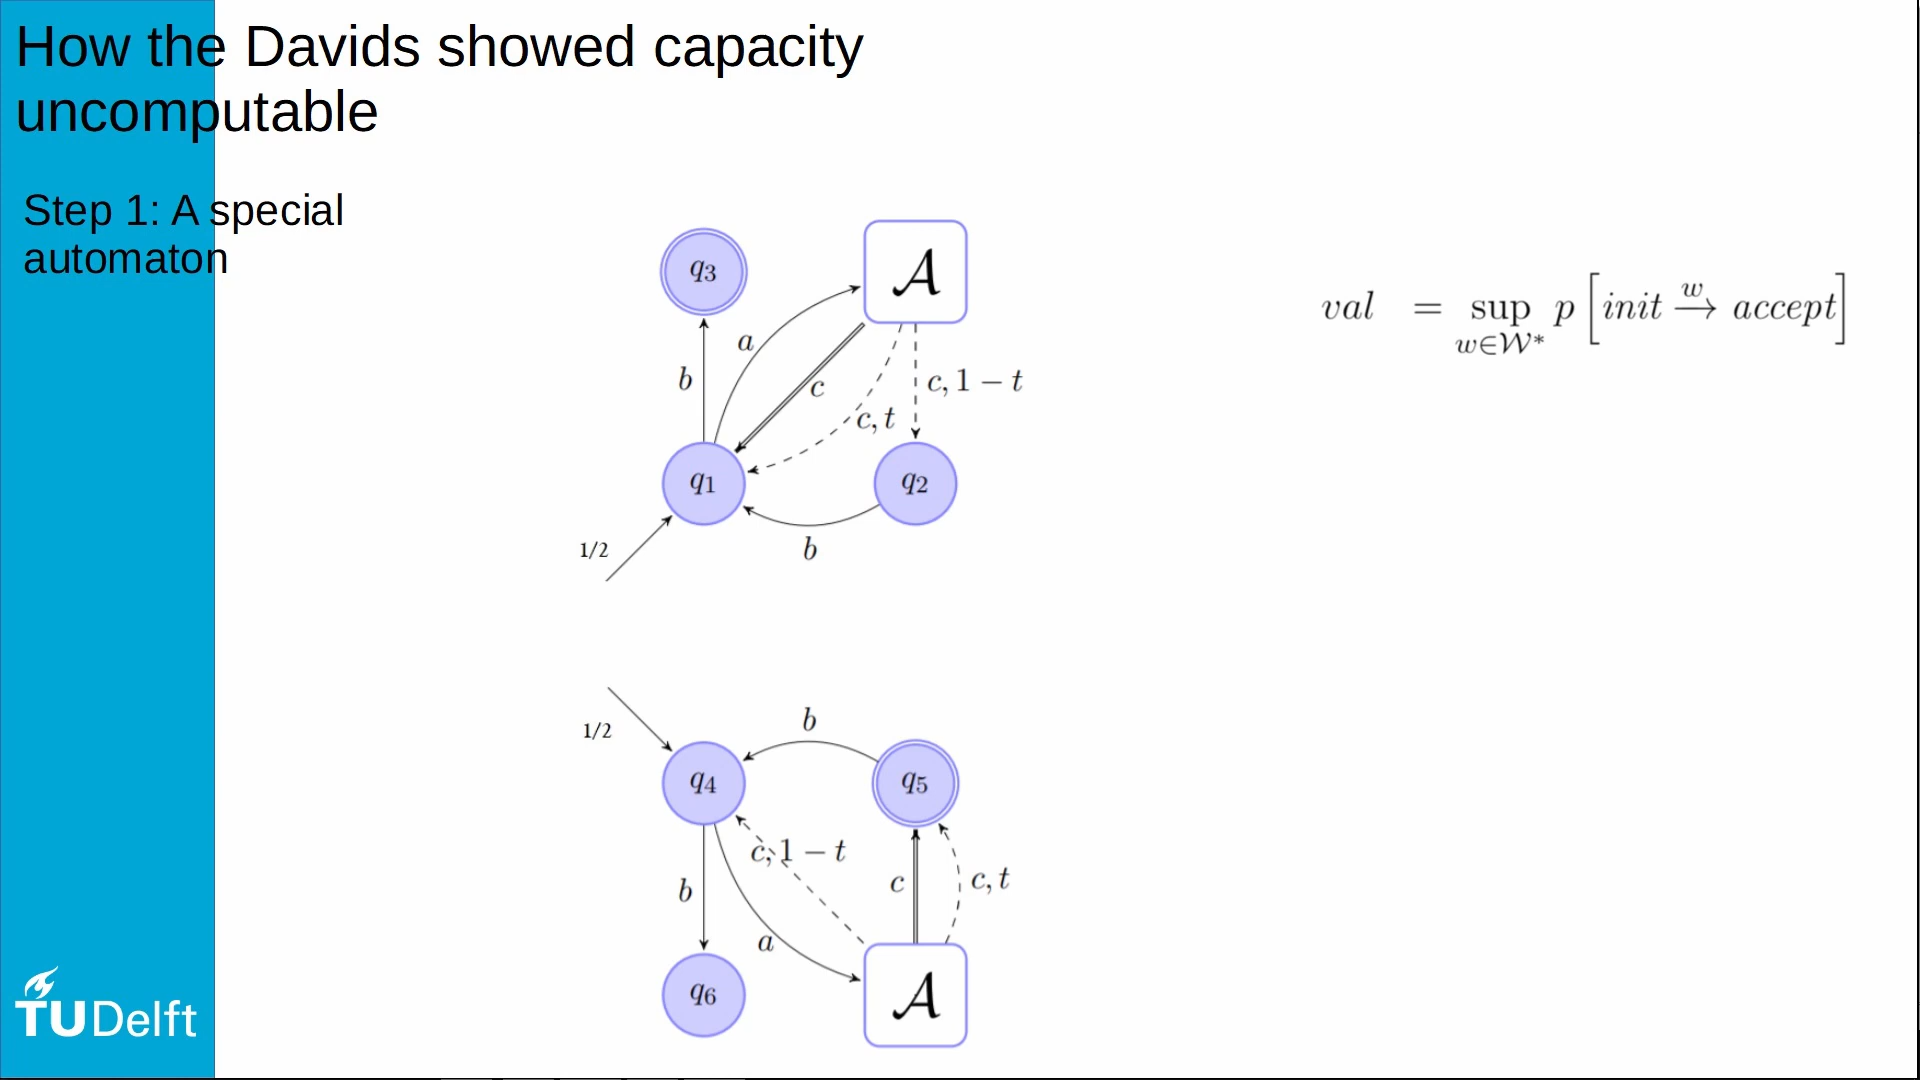 How the Davids showed capacity
uncomputable
Step 1: A special
automaton
q3
𝒜
a
b
c
c, 1 − t
c, t
q1
q2
1/2
b
val = sup p [init →w accept]
w∈𝒲*
1/2
b
q4
q5
c, 1 − t
b
c
c, t
a
q6
𝒜
TUDelft